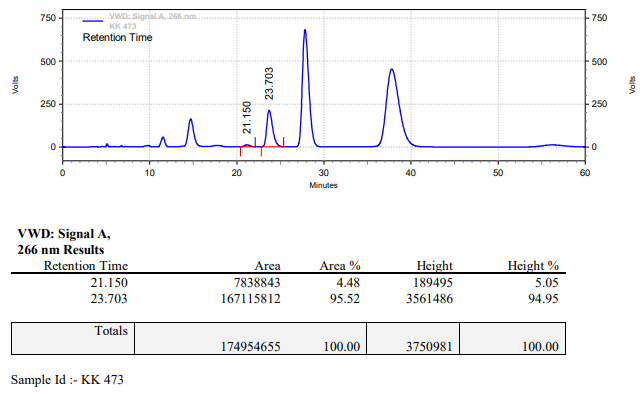 VWD: Signal A, 266 nm
KK 473
Retention Time
750
500
250
0
Volts
21.150
23.703
750
500
250
0
Volts
0 10 20 30 40 50 60
Minutes
VWD: Signal A,
266 nm Results
Retention Time Area Area % Height Height %
21.150 7838843 4.48 189495 5.05
23.703 167115812 95.52 3561486 94.95
Totals
174954655 100.00 3750981 100.00
Sample Id :- KK 473